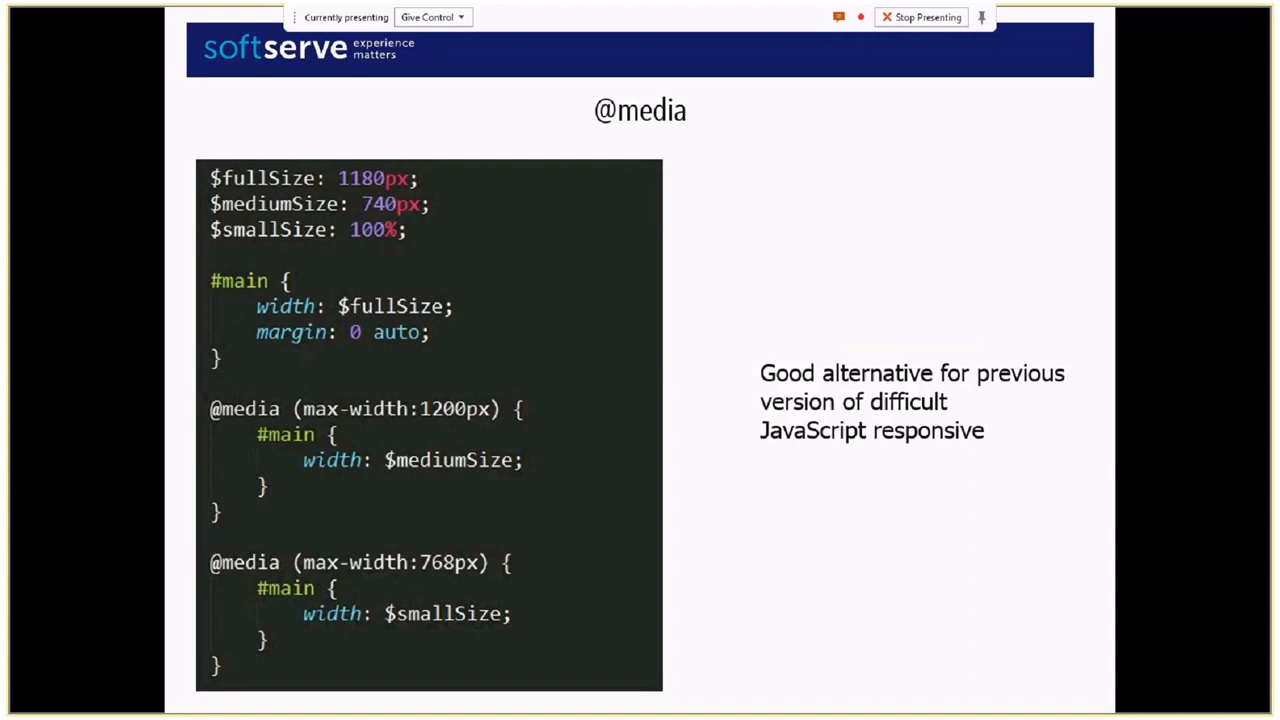 Currently presenting Give Control Stop Presenting
softserve experience matters
@media
$fullSize: 1180px;
$mediumSize: 740px;
$smallSize: 100%;
#main {
width: $fullSize;
margin: 0 auto;
}
@media (max-width:1200px) {
#main {
width: $mediumSize;
}
}
@media (max-width:768px) {
#main {
width: $smallSize;
}
}
Good alternative for previous
version of difficult
JavaScript responsive